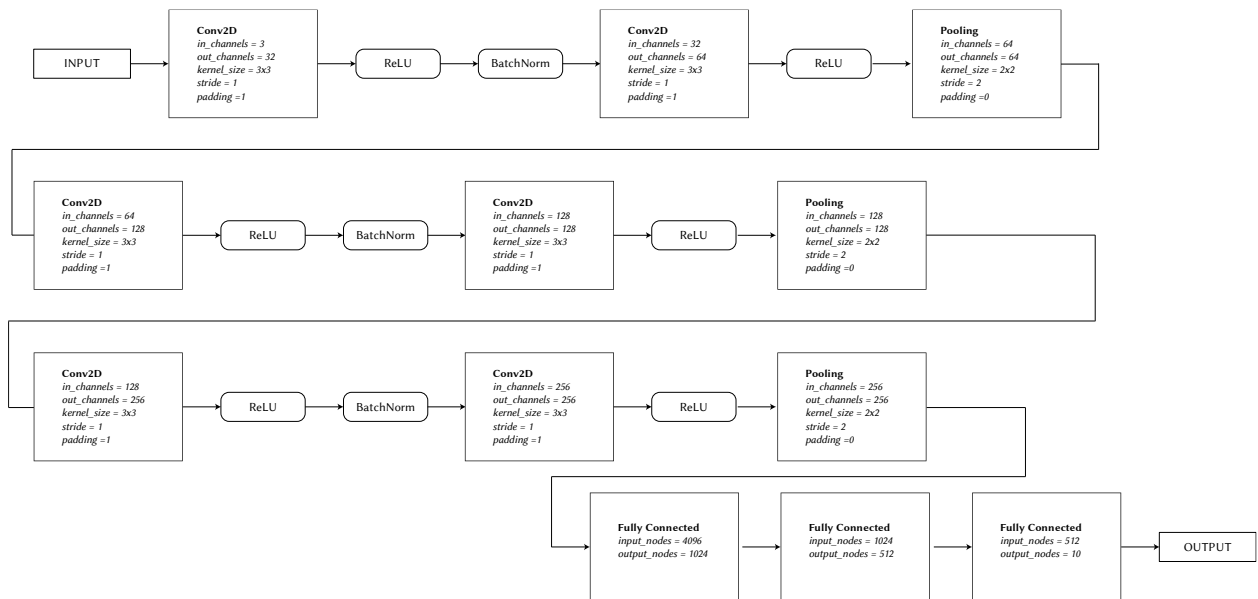 INPUT
Conv2D
in_channels = 3
out_channels = 32
kernel_size = 3x3
stride = 1
padding =1
ReLU
BatchNorm
Conv2D
in_channels = 32
out_channels = 64
kernel_size = 3x3
stride = 1
padding =1
ReLU
Pooling
in_channels = 64
out_channels = 64
kernel_size = 2x2
stride = 2
padding =0
Conv2D
in_channels = 64
out_channels = 128
kernel_size = 3x3
stride = 1
padding =1
ReLU
BatchNorm
Conv2D
in_channels = 128
out_channels = 128
kernel_size = 3x3
stride = 1
padding =1
ReLU
Pooling
in_channels = 128
out_channels = 128
kernel_size = 2x2
stride = 2
padding =0
Conv2D
in_channels = 128
out_channels = 256
kernel_size = 3x3
stride = 1
padding =1
ReLU
BatchNorm
Conv2D
in_channels = 256
out_channels = 256
kernel_size = 3x3
stride = 1
padding =1
ReLU
Pooling
in_channels = 256
out_channels = 256
kernel_size = 2x2
stride = 2
padding =0
Fully Connected
input_nodes = 4096
output_nodes = 1024
Fully Connected
input_nodes = 1024
output_nodes = 512
Fully Connected
input_nodes = 512
output_nodes = 10
OUTPUT